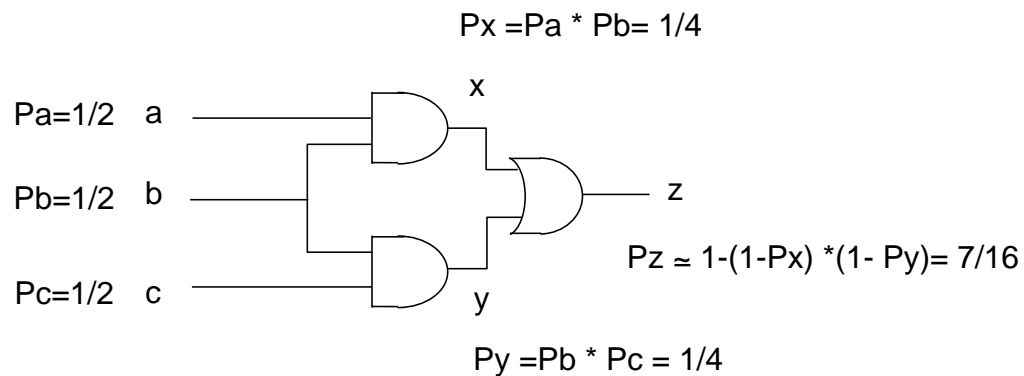 Px =Pa * Pb= 1/4
x
Pa=1/2 a
Pb=1/2 b
z
Pz ≃ 1-(1-Px) *(1- Py)= 7/16
Pc=1/2 c
y
Py =Pb * Pc = 1/4